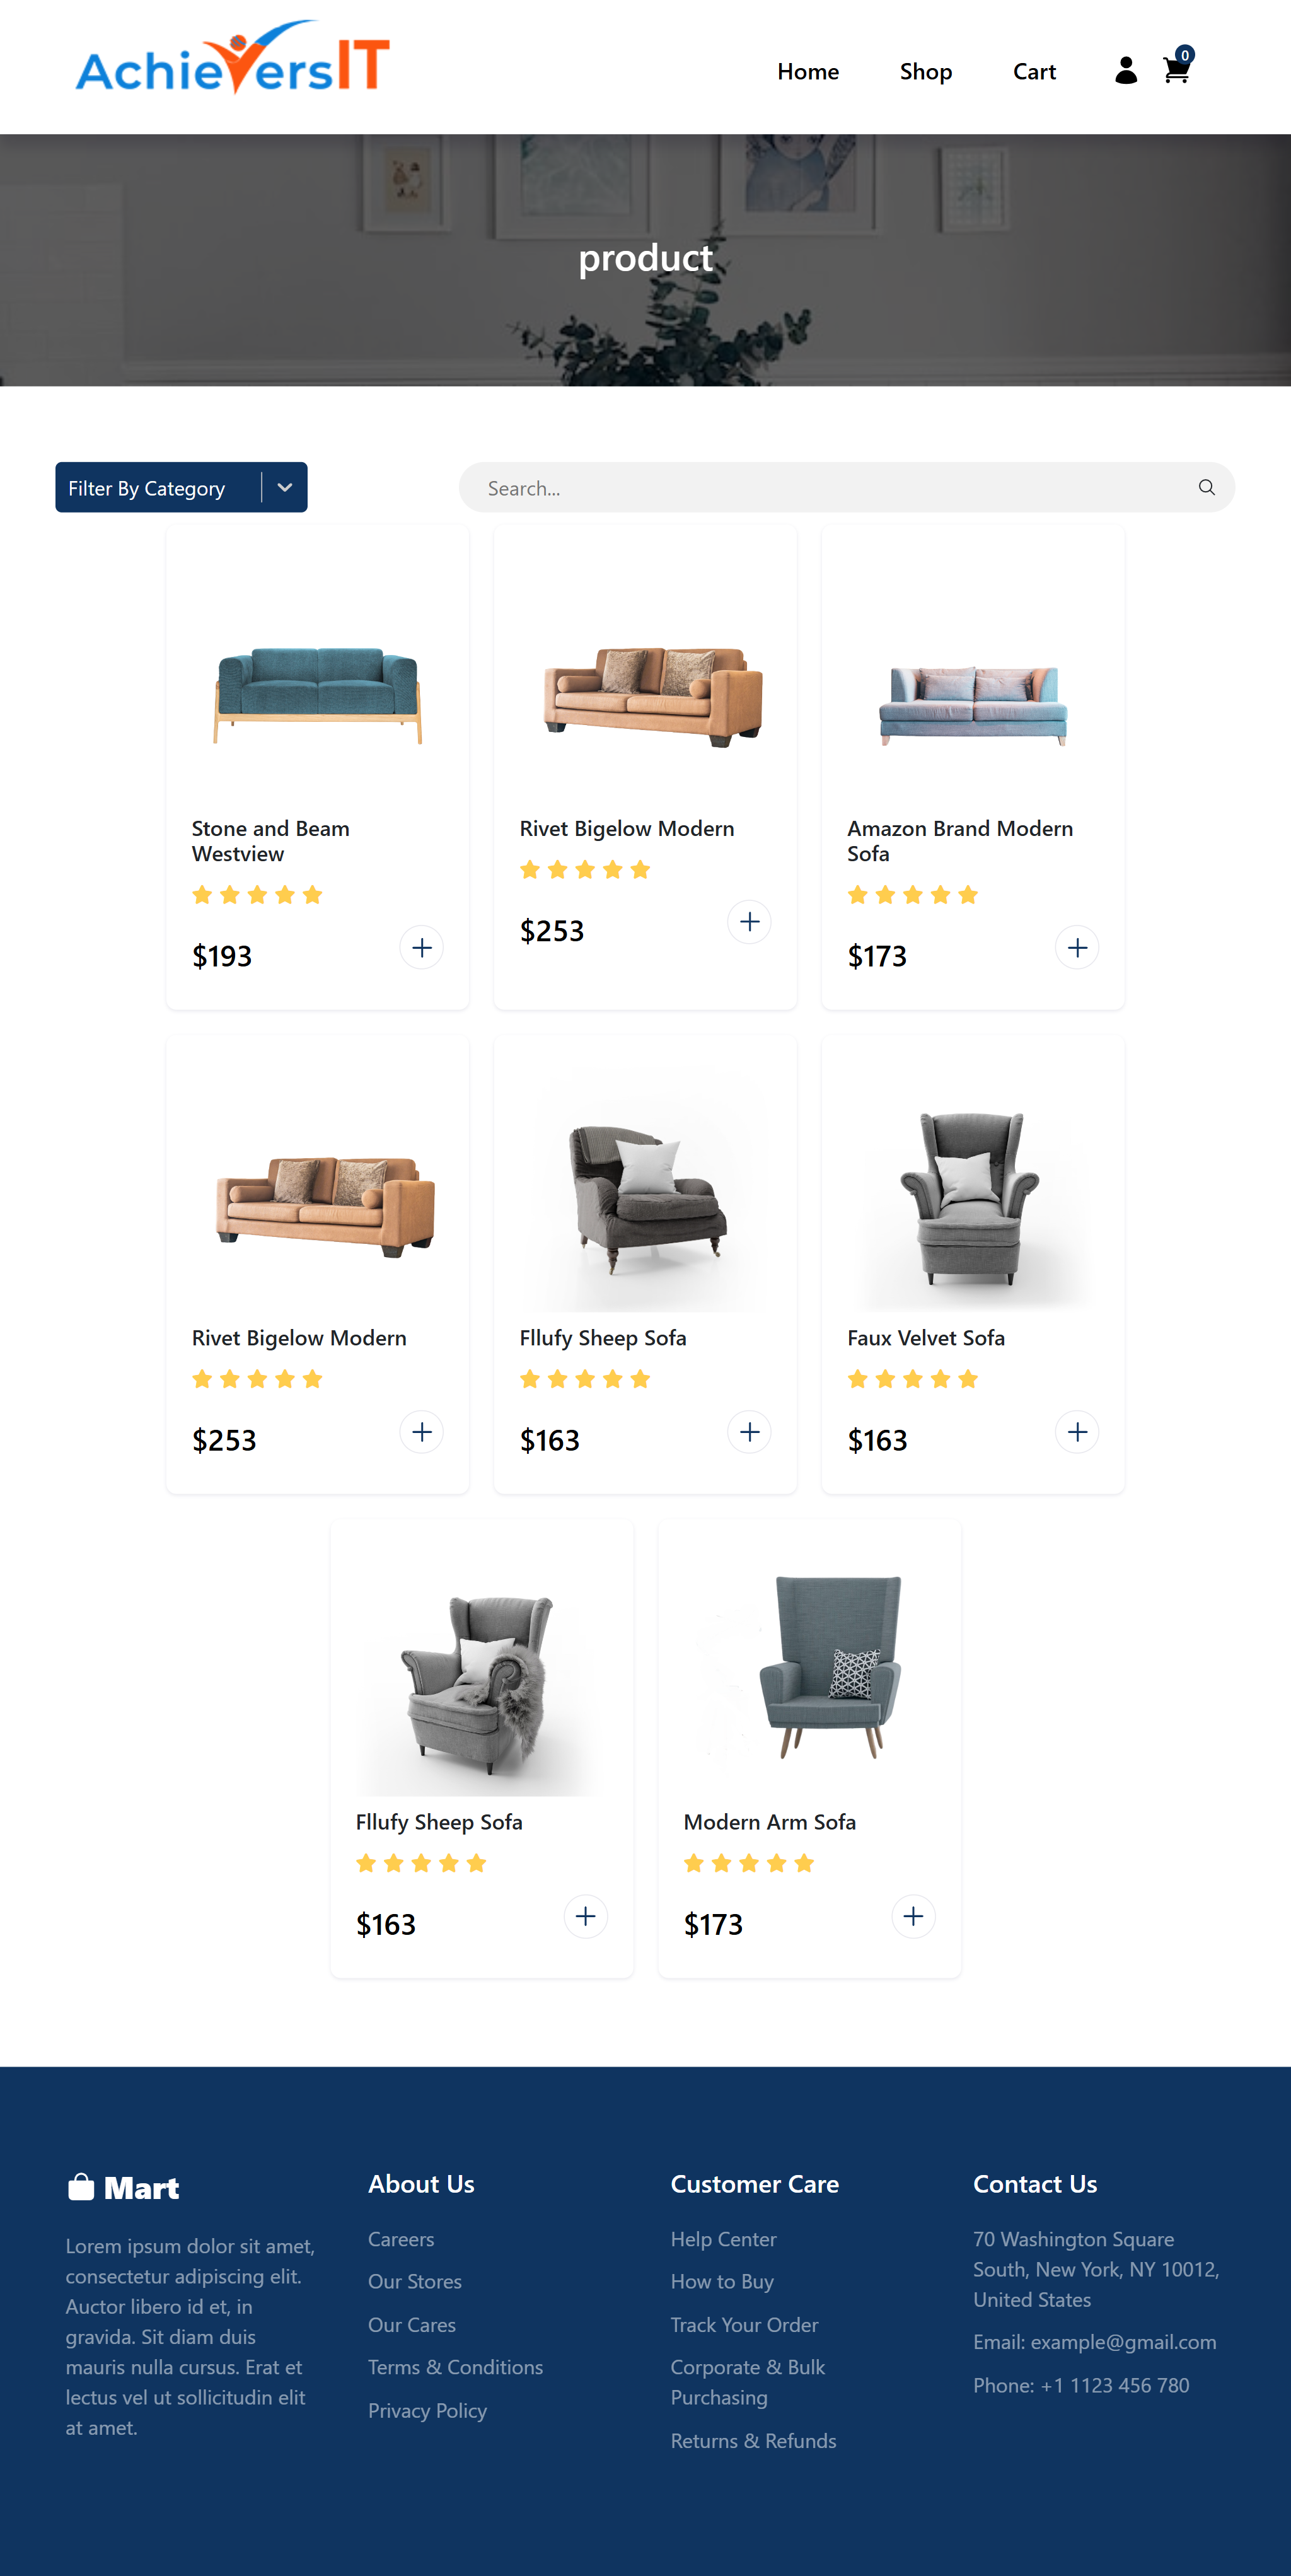 AchieversIT
Home
Shop
Cart
0
product
Filter By Category
Search...
Stone and Beam
Westview
$193
Rivet Bigelow Modern
$253
Amazon Brand Modern
Sofa
$173
Rivet Bigelow Modern
$253
Fllufy Sheep Sofa
$163
Faux Velvet Sofa
$163
Fllufy Sheep Sofa
$163
Modern Arm Sofa
$173
Mart
Lorem ipsum dolor sit amet,
consectetur adipiscing elit.
Auctor libero id et, in
gravida. Sit diam duis
mauris nulla cursus. Erat et
lectus vel ut sollicitudin elit
at amet.
About Us
Careers
Our Stores
Our Cares
Terms & Conditions
Privacy Policy
Customer Care
Help Center
How to Buy
Track Your Order
Corporate & Bulk
Purchasing
Returns & Refunds
Contact Us
70 Washington Square
South, New York, NY 10012,
United States
Email: example@gmail.com
Phone: +1 1123 456 780